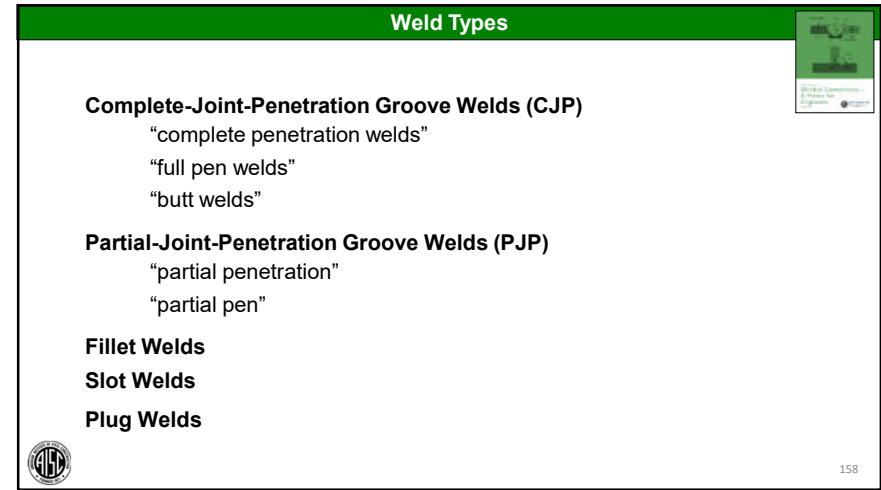 Weld Types
Complete-Joint-Penetration Groove Welds (CJP)
“complete penetration welds”
“full pen welds”
“butt welds”
Partial-Joint-Penetration Groove Welds (PJP)
“partial penetration”
“partial pen”
Fillet Welds
Slot Welds
Plug Welds
AISC
158